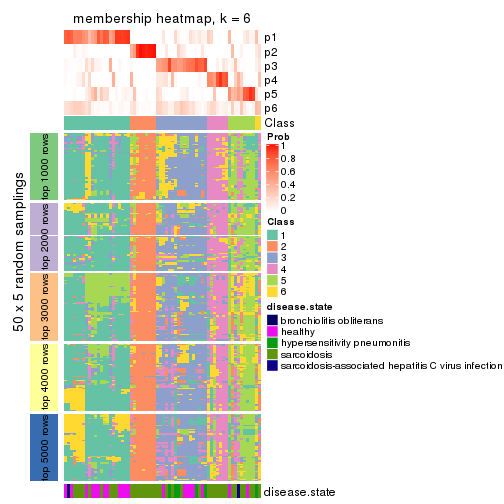 membership heatmap, k = 6
p1
p2
p3
p4
p5
p6
Class
50 x 5 random samplings
top 1000 rows
top 2000 rows
top 3000 rows
top 4000 rows
top 5000 rows
Prob
1
0.8
0.6
0.4
0.2
0
Class
1
2
3
4
5
6
disease.state
bronchiolitis obliterans
healthy
hypersensitivity pneumonitis
sarcoidosis
sarcoidosis-associated hepatitis C virus infection
disease.state